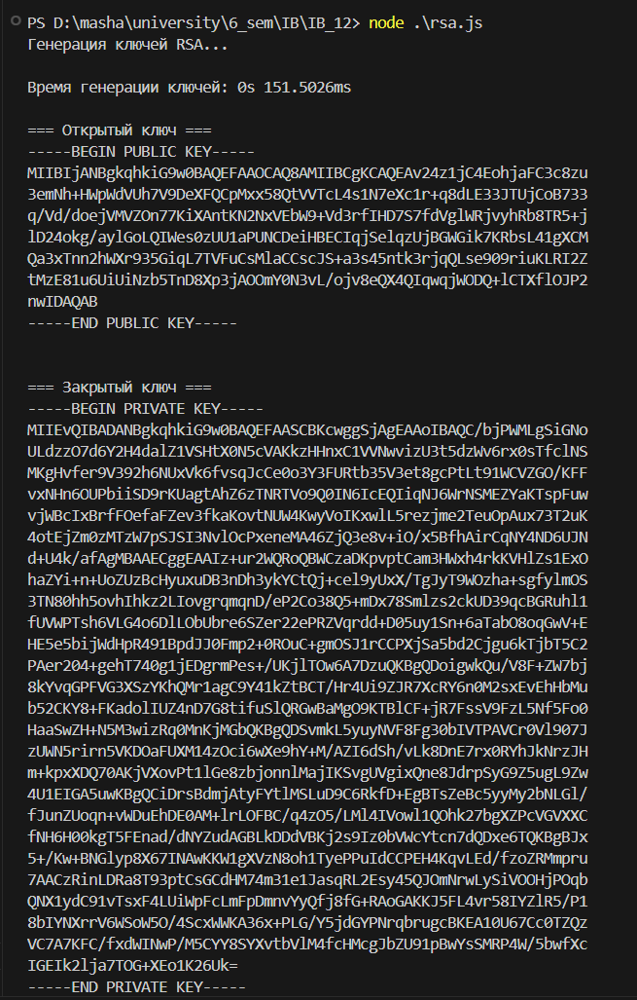 PS D:\masha\university\6_sem\IB\IB_12> node .\rsa.js
Генерация ключей RSA...
Время генерации ключей: 0s 151.5026ms
=== Открытый ключ ===
-----BEGIN PUBLIC KEY-----
MIIBIjANBgkqhkiG9w0BAQEFAAOCAQ8AMIIBCgKCAQEAv24z1jC4EohjaFC3c8zu
3emNh+HWpWdVUh7V9DeXFQCpMxx58QtVVTcL4s1N7eXc1r+q8dLE33JTUjCoB733
q/Vd/doejVMVZOn77KiXAntKN2NxVEbW9+Vd3rfIHD7S7fdVglWRjvyhRb8TR5+j
lD24okg/aylGoLQIWes0zUU1aPUNCDeiHBECIqjSelqzUjBGWGik7KRbsL41gXCM
Qa3xTnn2hWXr935GiqL7TVFuCsMlaCCscJS+a3s45ntk3rjqQLse909riuKLRI2Z
tMzE81u6UiUiNzb5TnD8Xp3jAOOmY0N3vL/ojv8eQX4QIqwqjWODQ+lCTXflOJP2
nwIDAQAB
-----END PUBLIC KEY-----
=== Закрытый ключ ===
-----BEGIN PRIVATE KEY-----
MIIEvQIBADANBgkqhkiG9w0BAQEFAASCBKcwggSjAgEAAoIBAQC/bjPWMLgSiGNo
ULdzzO7d6Y2H4dalZ1VSHtX0N5cVAKkzHHnxC1VVNwvizU3t5dzWv6rx0sTfclNS
MKgHvfer9V392h6NUxVk6fvsqJcCe0o3Y3FURtb35V3et8gcPtLt91WCVZGO/KFF
vxNHn6OUPbiiSD9rKUagtAhZ6zTNRTVo9Q0IN6IcEQIiqNJ6WrNSMEZYaKTspFuw
vjWBcIxBrfFOefaFZev3fkaKovtNUW4KwyVoIKxwlL5rezjme2TeuOpAux73T2uK
4otEjZm0zMTzW7pSJSI3NvlOcPxeneMA46ZjQ3e8v+iO/x5BfhAirCqNY4ND6UJN
d+U4k/afAgMBAAECggEAAIz+ur2WQRoQBWCzaDKpvptCam3HWxh4rkKVHlZs1ExO
haZYi+n+UoZUzBcHyuxuDB3nDh3ykYCtQj+cel9yUxX/TgJyT9WOzha+sgfylmOS
3TN80hh5ovhIhkz2LIovgrqmqnD/eP2Co38Q5+mDx78Smlzs2ckUD39qcBGRuhl1
fUVWPTsh6VLG4o6DlLObUbre6SZer22ePRZVqrdd+D05uy1Sn+6aTabO8oqGwV+E
HE5e5bijWdHpR491BpdJJ0Fmp2+0ROuC+gmOSJ1rCCPXjSa5bd2Cjgu6kTjbT5C2
PAer204+gehT740g1jEDgrmPes+/UKjlTOw6A7DzuQKBgQDoigwkQu/V8F+ZW7bj
8kYvqGPFVG3XSzYKhQMr1agC9Y41kZtBCT/Hr4Ui9ZJR7XcRY6n0M2sxEvEhHbMu
b52CKY8+FKadolIUZ4nD7G8tifuSlQRGwBaMgO9KTBlCF+jR7FssV9FzL5Nf5Fo0
HaaSwZH+N5M3wizRq0MnKjMGbQKBgQDSvmkL5yuyNVF8Fg30bIVTPAVCr0Vl907J
zUWN5rirn5VKDOaFUXM14zOci6wXe9hY+M/AZI6dSh/vLk8DnE7rx0RYhJkNrzJH
m+kpxXDQ70AKjVXovPt1lGe8zbjonnlMajIKSvgUVgixQne8JdrpSyG9Z5ugL9Zw
4U1EIGA5uwKBgQCiDrsBdmjAtyFYtlMSLuD9C6RkfD+EgBTsZeBc5yyMy2bNLGl/
fJunZUoqn+vWDuEhDE0AM+lrLOFBC/q4zO5/LMl4IVowl1QOhk27bgXZPcVGVXXC
fNH6H00kgT5FEnad/dNYZudAGBLkDDdVBKj2s9Iz0bVWcYtcn7dQDxe6TQKBgBJx
5+/Kw+BNGlyp8X67INAwKKW1gXVzN8oh1TyePPuIdCCPEH4KqvLEd/fzoZRMmpru
7AACzRinLDRa8T93ptCsGCdHM74m31e1JasqRL2Esy45QJOmNrwLySiVOOHjPOqb
QNX1ydC91vTsxF4LUiWpFcLmFpDmnvYyQfj8fG+RAoGAKKJ5FL4vr58IYZlR5/P1
8bIYNXrrV6WSoW5O/4ScxWWKA36x+PLG/Y5jdGYPNrqbrugcBKEA10U67Cc0TZQz
VC7A7KFC/fxdWINwP/M5CYY8SYXvtbVlM4fcHMcgJbZU91pBwYsSMRP4W/5bwfXc
IGEIk2lja7TOG+XEo1K26Uk=
-----END PRIVATE KEY-----